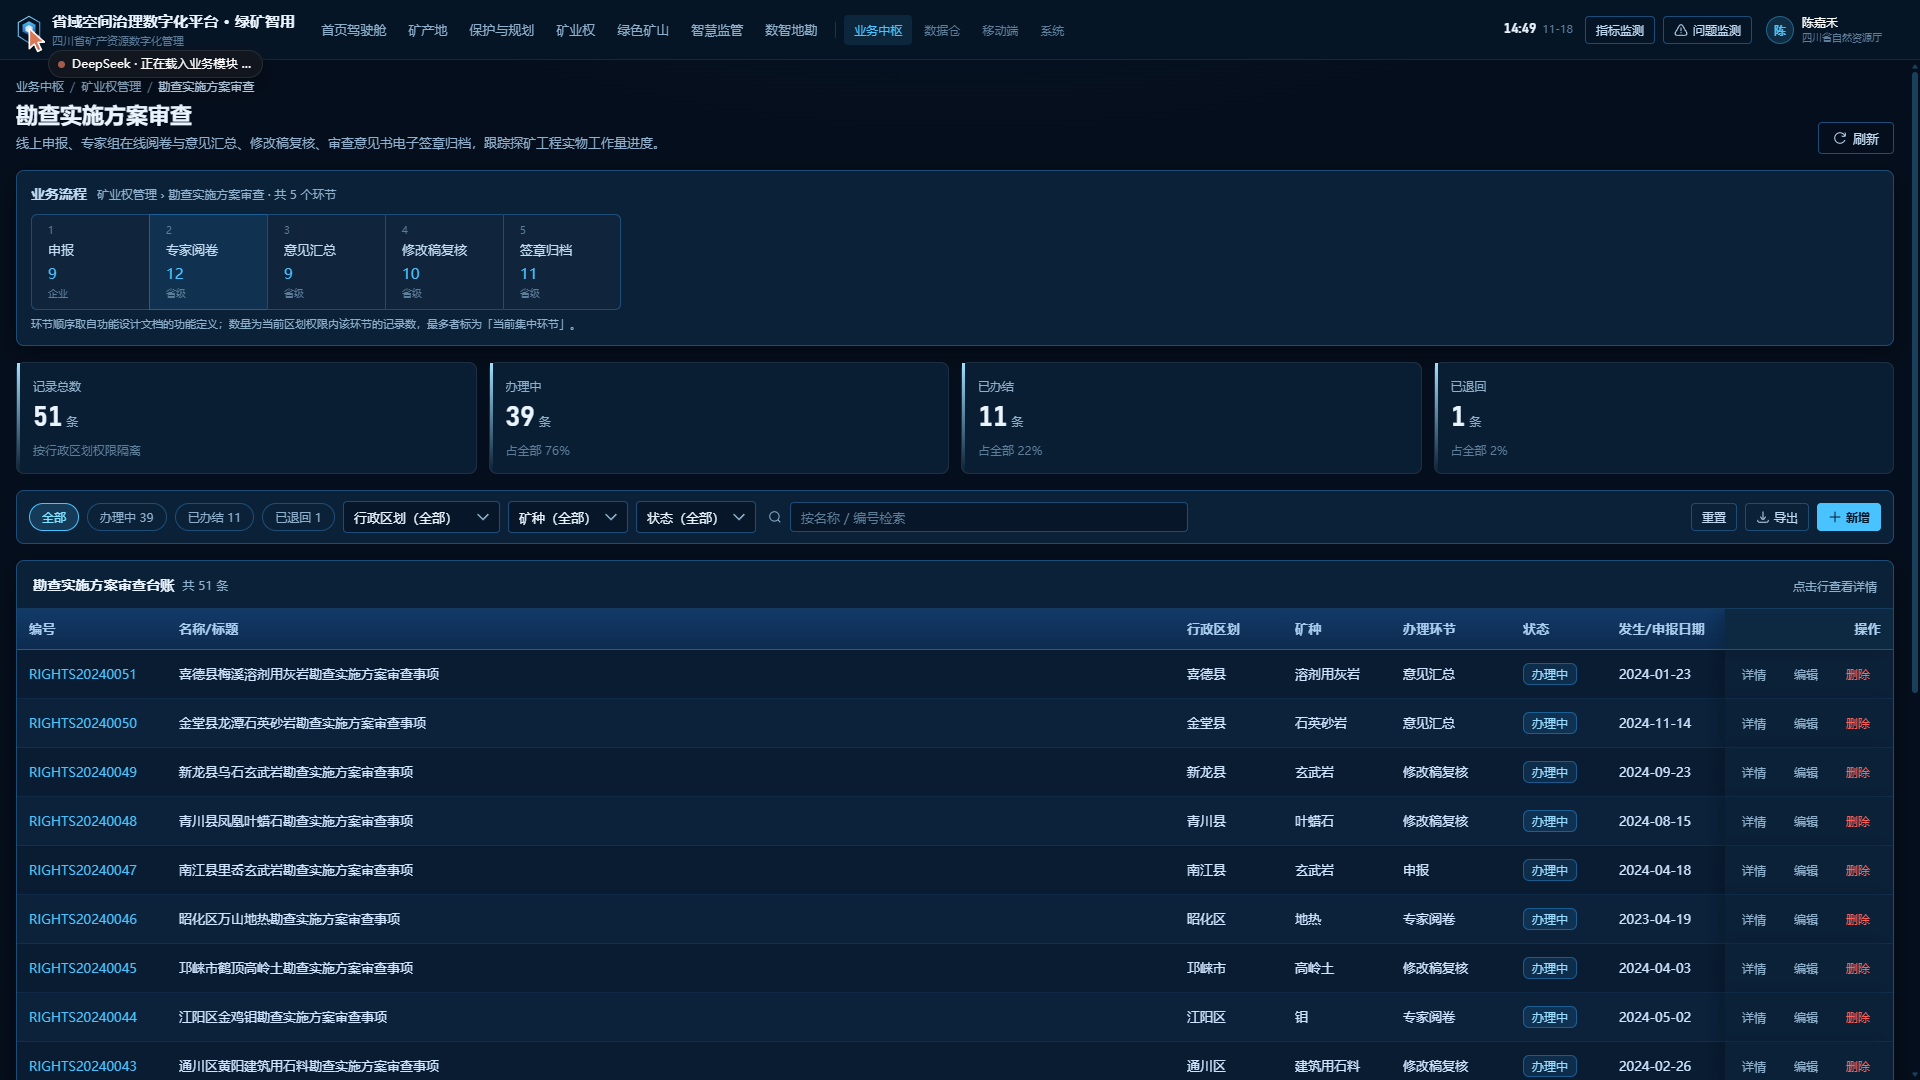 省域空间治理数字化平台 • 绿矿智用
四川省矿产资源数字化管理
首页驾驶舱 矿产地 保护与规划 矿业权 绿色矿山 智慧监管 数智地勘 业务中枢 数据仓 移动端 系统
14:49 11-18 指标监测 问题监测 陈 陈嘉禾
四川省自然资源厅
DeepSeek · 正在载入业务模块 ...
业务中枢 / 矿业权管理 / 勘查实施方案审查
勘查实施方案审查
线上申报、专家组在线阅卷与意见汇总、修改稿复核、审查意见书电子签章归档，跟踪探矿工程实物工作量进度。
刷新
业务流程 矿业权管理 › 勘查实施方案审查 · 共 5 个环节
1 2 3 4 5
申报 专家阅卷 意见汇总 修改稿复核 签章归档
9 12 9 10 11
企业 省级 省级 省级 省级
环节顺序取自功能设计文档的功能定义；数量为当前区划权限内该环节的记录数，最多者标为「当前集中环节」。
记录总数 办理中 已办结 已退回
51 条 39 条 11 条 1 条
按行政区划权限隔离 占全部 76% 占全部 22% 占全部 2%
全部 办理中 39 已办结 11 已退回 1 行政区划（全部） 矿种（全部） 状态（全部） 按名称 / 编号检索 重置 导出 新增
勘查实施方案审查台账 共 51 条 点击行查看详情
编号 名称/标题 行政区划 矿种 办理环节 状态 发生/申报日期 操作
RIGHTS20240051 喜德县梅溪溶剂用灰岩勘查实施方案审查事项 喜德县 溶剂用灰岩 意见汇总 办理中 2024-01-23 详情 编辑 删除
RIGHTS20240050 金堂县龙潭石英砂岩勘查实施方案审查事项 金堂县 石英砂岩 意见汇总 办理中 2024-11-14 详情 编辑 删除
RIGHTS20240049 新龙县乌石玄武岩勘查实施方案审查事项 新龙县 玄武岩 修改稿复核 办理中 2024-09-23 详情 编辑 删除
RIGHTS20240048 青川县凤凰叶蜡石勘查实施方案审查事项 青川县 叶蜡石 修改稿复核 办理中 2024-08-15 详情 编辑 删除
RIGHTS20240047 南江县里岙玄武岩勘查实施方案审查事项 南江县 玄武岩 申报 办理中 2024-04-18 详情 编辑 删除
RIGHTS20240046 昭化区万山地热勘查实施方案审查事项 昭化区 地热 专家阅卷 办理中 2023-04-19 详情 编辑 删除
RIGHTS20240045 邛崃市鹤顶高岭土勘查实施方案审查事项 邛崃市 高岭土 修改稿复核 办理中 2024-04-03 详情 编辑 删除
RIGHTS20240044 江阳区金鸡钼勘查实施方案审查事项 江阳区 钼 专家阅卷 办理中 2024-05-02 详情 编辑 删除
RIGHTS20240043 通川区黄阳建筑用石料勘查实施方案审查事项 通川区 建筑用石料 修改稿复核 办理中 2024-02-26 详情 编辑 删除